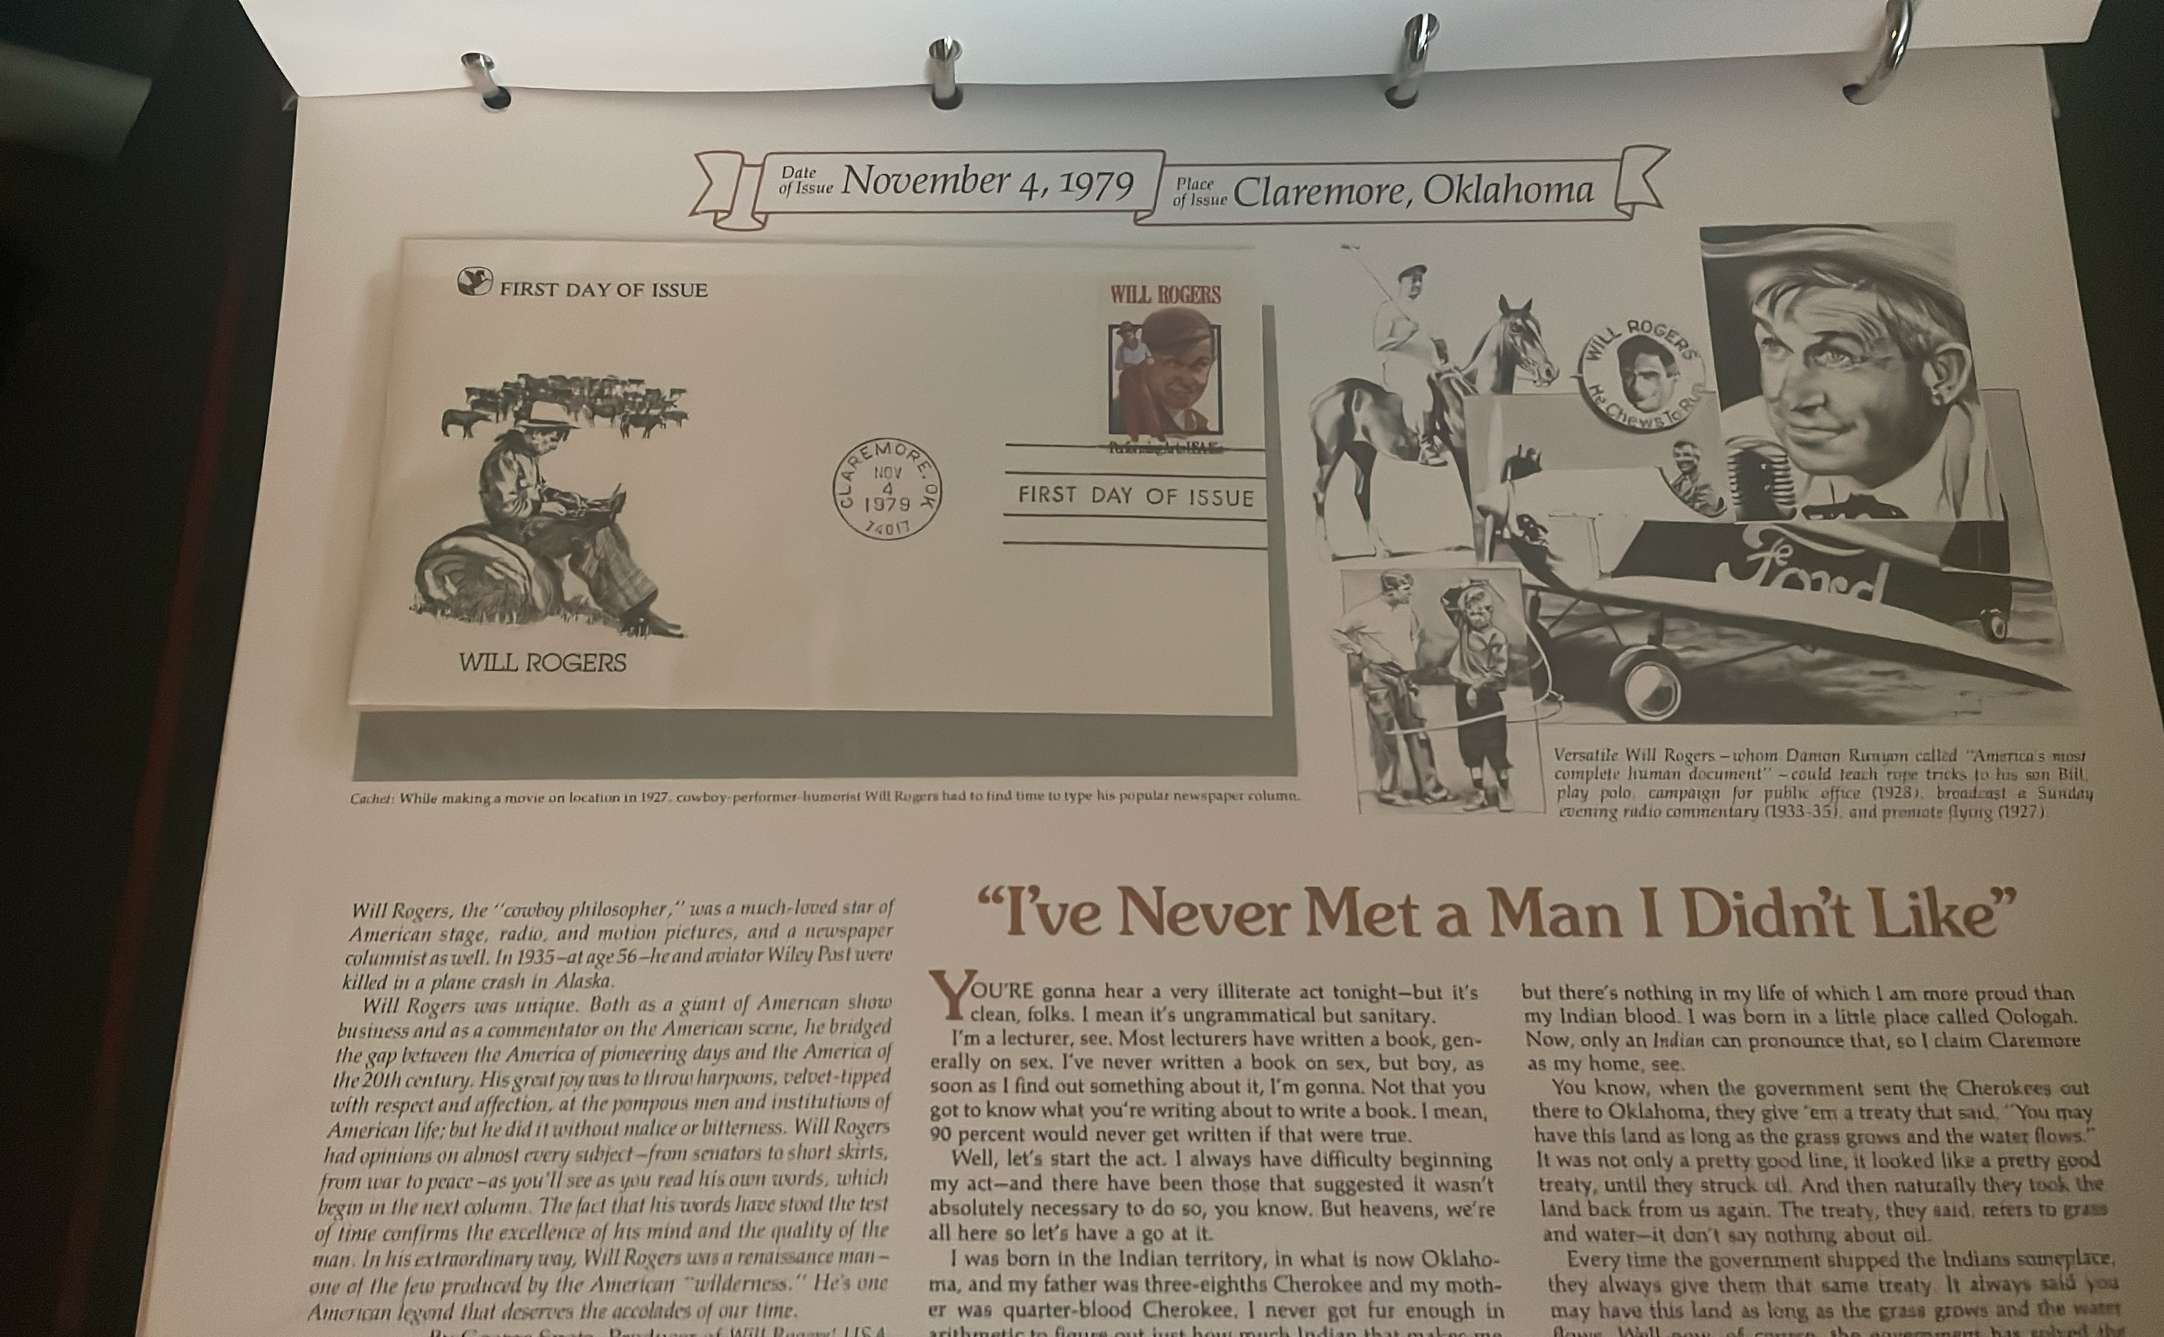 Date of Issue November 4, 1979
Place of Issue Claremore, Oklahoma
FIRST DAY OF ISSUE
WILL ROGERS
Performing Arts USA 15c
CLAREMORE, OK
NOV
4
1979
74017
FIRST DAY OF ISSUE
WILL ROGERS
WILL ROGERS
He Chews To Run
Ford
Cachet: While making a movie on location in 1927, cowboy-performer-humorist Will Rogers had to find time to type his popular newspaper column.
Versatile Will Rogers – whom Damon Runyon called "America's most
complete human document" – could teach rope tricks to his son Bill,
play polo, campaign for public office (1928), broadcast a Sunday
evening radio commentary (1933-35), and promote flying (1927).
Will Rogers, the "cowboy philosopher," was a much-loved star of
American stage, radio, and motion pictures, and a newspaper
columnist as well. In 1935–at age 56–he and aviator Wiley Post were
killed in a plane crash in Alaska.
Will Rogers was unique. Both as a giant of American show
business and as a commentator on the American scene, he bridged
the gap between the America of pioneering days and the America of
the 20th century. His great joy was to throw harpoons, velvet-tipped
with respect and affection, at the pompous men and institutions of
American life; but he did it without malice or bitterness. Will Rogers
had opinions on almost every subject–from senators to short skirts,
from war to peace–as you'll see as you read his own words, which
begin in the next column. The fact that his words have stood the test
of time confirms the excellence of his mind and the quality of the
man. In his extraordinary way, Will Rogers was a renaissance man–
one of the few produced by the American "wilderness." He's one
American legend that deserves the accolades of our time.
"I've Never Met a Man I Didn't Like"
YOU'RE gonna hear a very illiterate act tonight—but it's
clean, folks. I mean it's ungrammatical but sanitary.
I'm a lecturer, see. Most lecturers have written a book, gen-
erally on sex. I've never written a book on sex, but boy, as
soon as I find out something about it, I'm gonna. Not that you
got to know what you're writing about to write a book. I mean,
90 percent would never get written if that were true.
Well, let's start the act. I always have difficulty beginning
my act—and there have been those that suggested it wasn't
absolutely necessary to do so, you know. But heavens, we're
all here so let's have a go at it.
I was born in the Indian territory, in what is now Oklaho-
ma, and my father was three-eighths Cherokee and my moth-
er was quarter-blood Cherokee. I never got fur enough in
arithmetic to figure out just how much Indian that makes me
but there's nothing in my life of which I am more proud than
my Indian blood. I was born in a little place called Oologah.
Now, only an Indian can pronounce that, so I claim Claremore
as my home, see.
You know, when the government sent the Cherokees out
there to Oklahoma, they give 'em a treaty that said, "You may
have this land as long as the grass grows and the water flows."
It was not only a pretty good line, it looked like a pretty good
treaty, until they struck oil. And then naturally they took the
land back from us again. The treaty, they said, refers to grass
and water—it don't say nothing about oil.
Every time the government shipped the Indians someplace,
they always give them that same treaty. It always said you
may have this land as long as the grass grows and the water